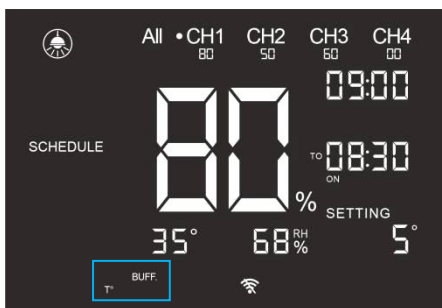 All • CH1 CH2 CH3 CH4
80 50 60 00
09:00
80%
SCHEDULE
TO 08:30
ON
SETTING
35° 68 RH % 5°
BUFF.
T°